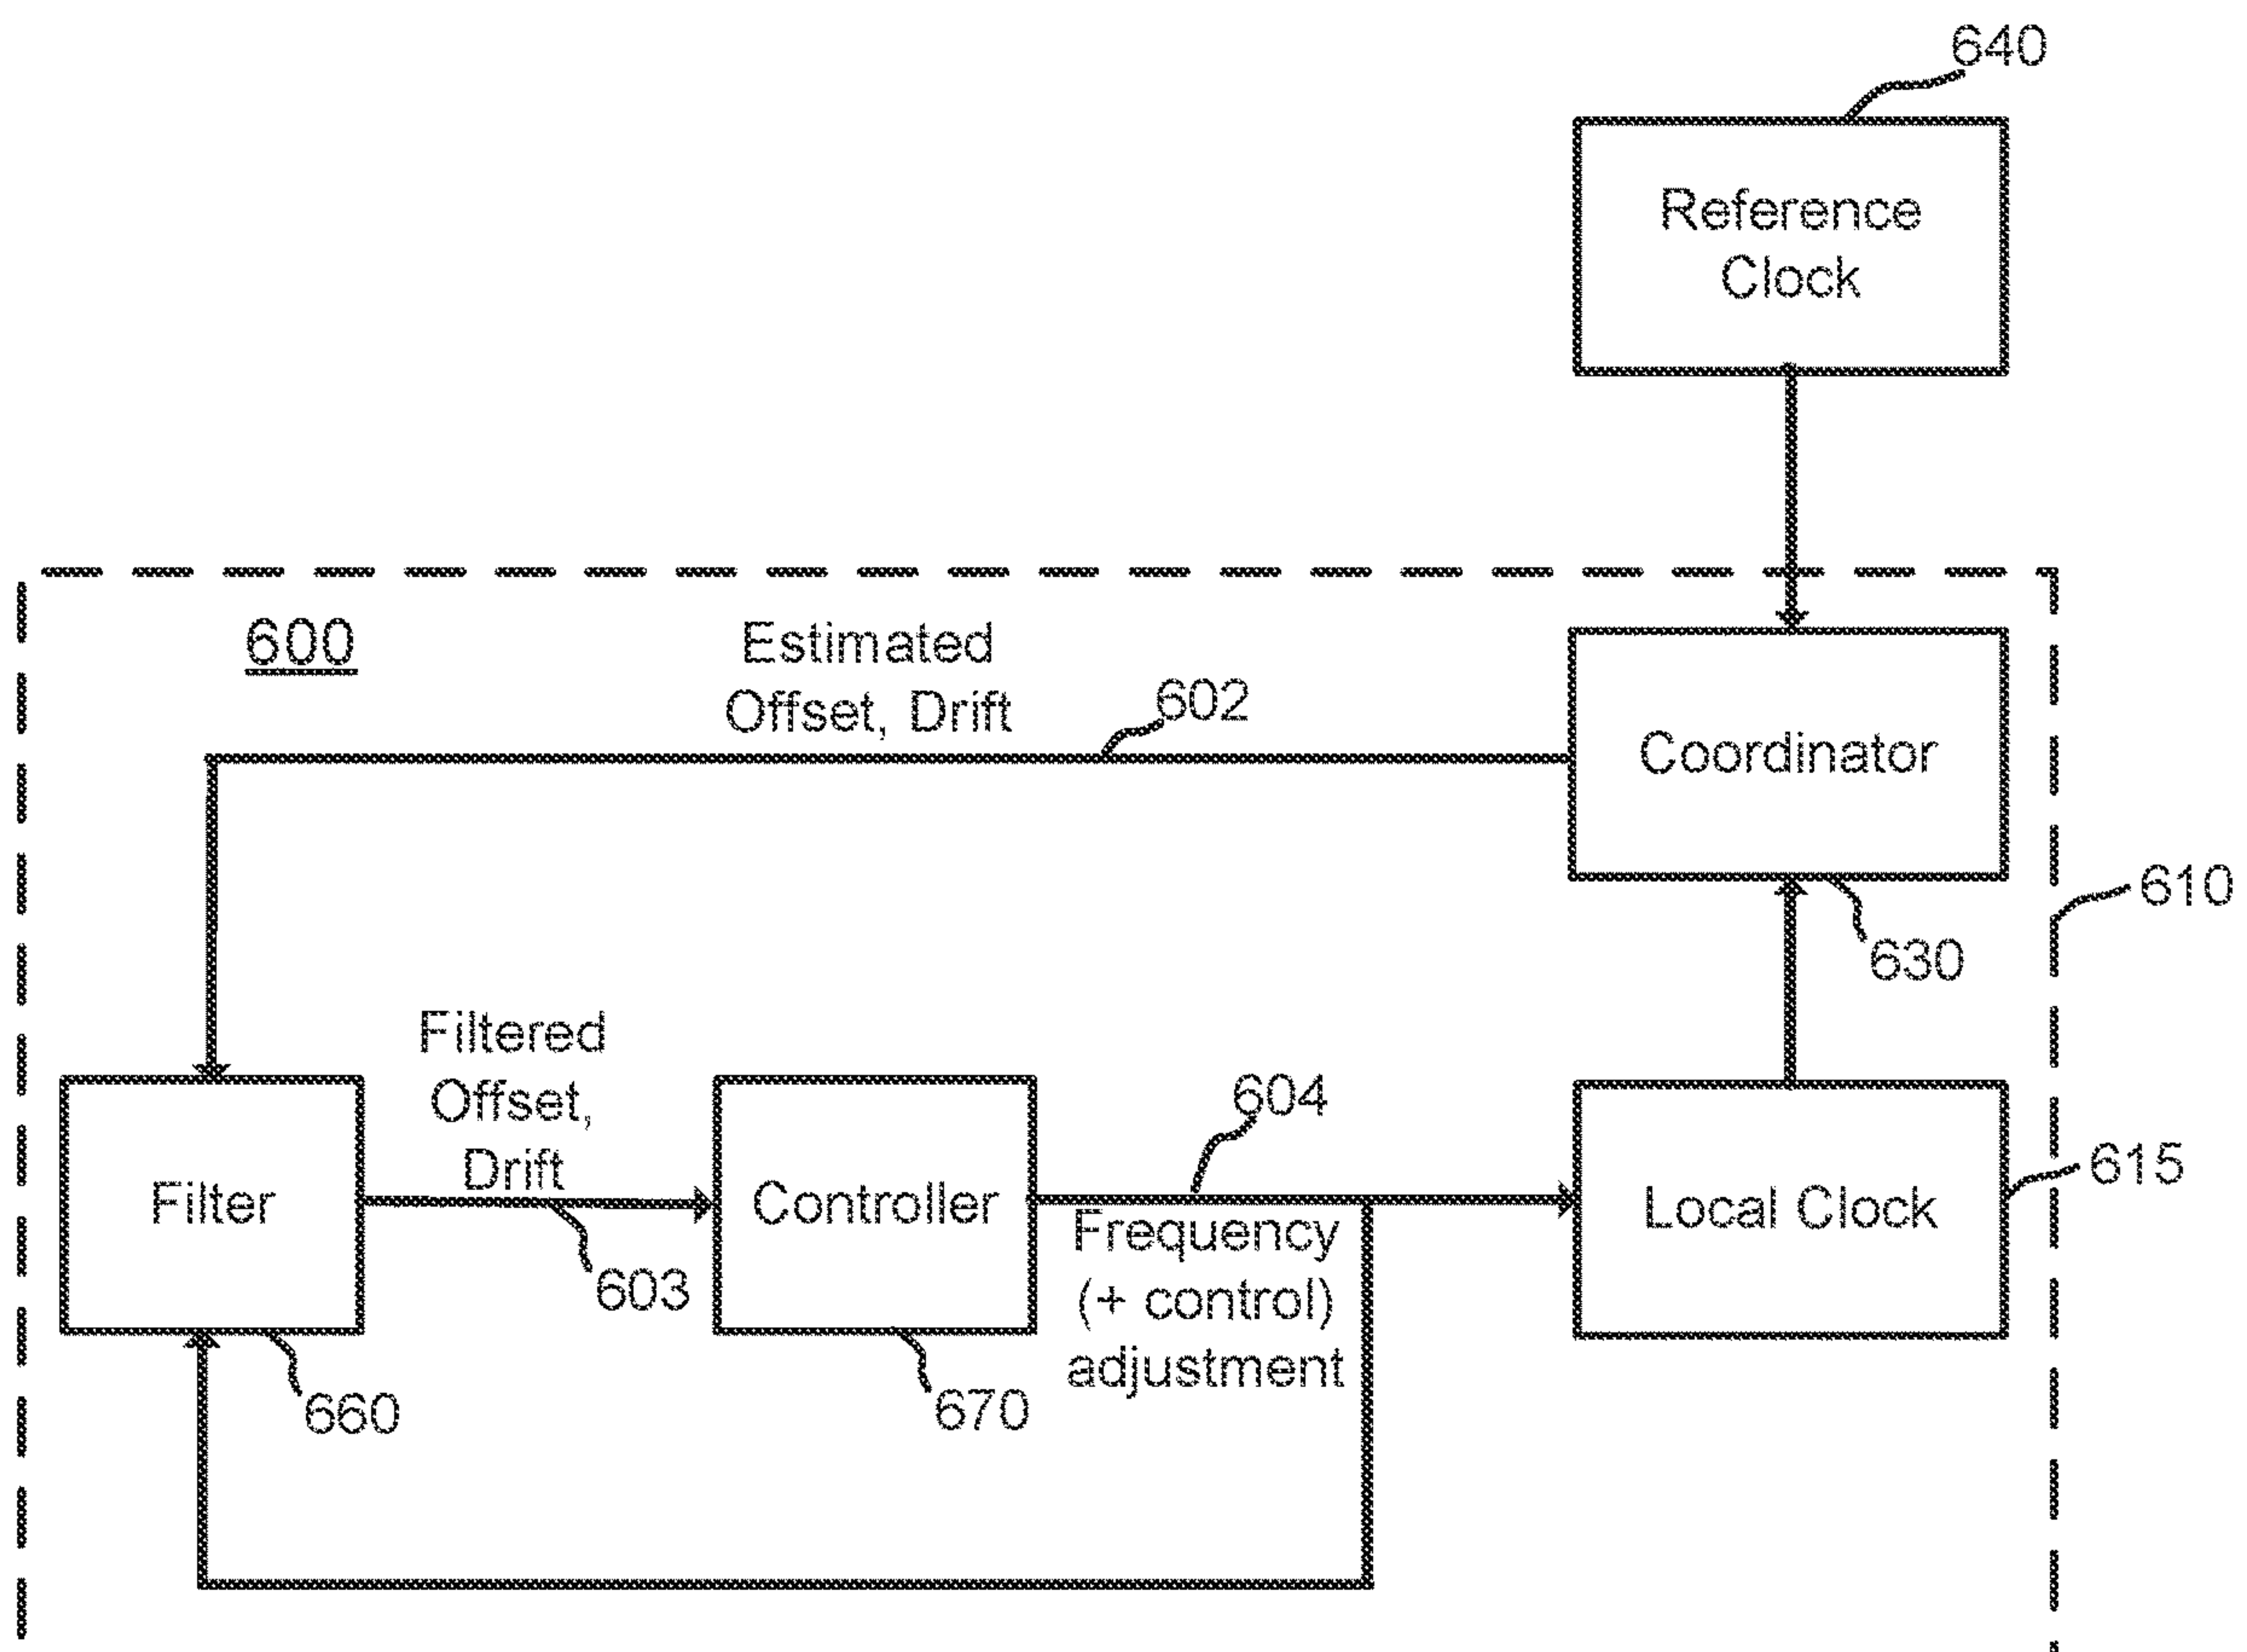 640
Reference
Clock
600
Estimated
Offset, Drift
602
Coordinator
610
630
Filtered
Offset,
Drift
604
615
Filter
Controller
Local Clock
Frequency
(+ control)
adjustment
603
660
670